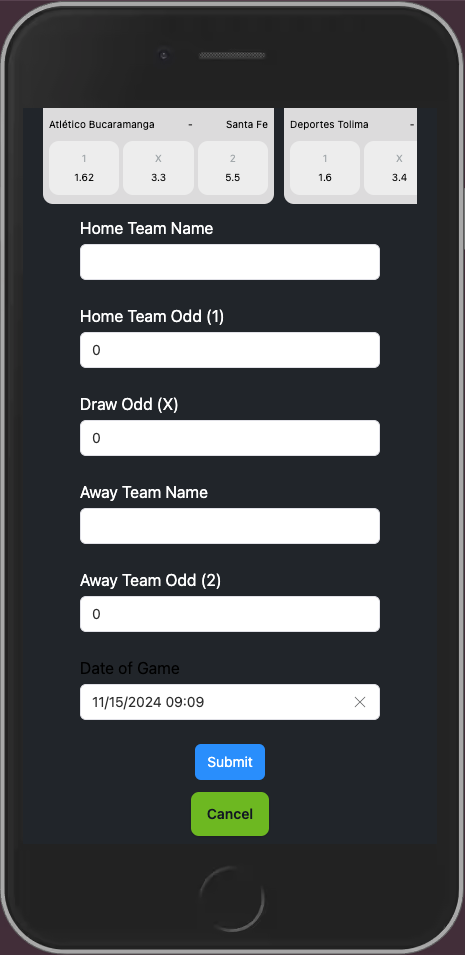 Atlético Bucaramanga - Santa Fe
1 X 2
1.62 3.3 5.5
Deportes Tolima -
1 X
1.6 3.4
Home Team Name
Home Team Odd (1)
0
Draw Odd (X)
0
Away Team Name
Away Team Odd (2)
0
Date of Game
11/15/2024 09:09
Submit
Cancel